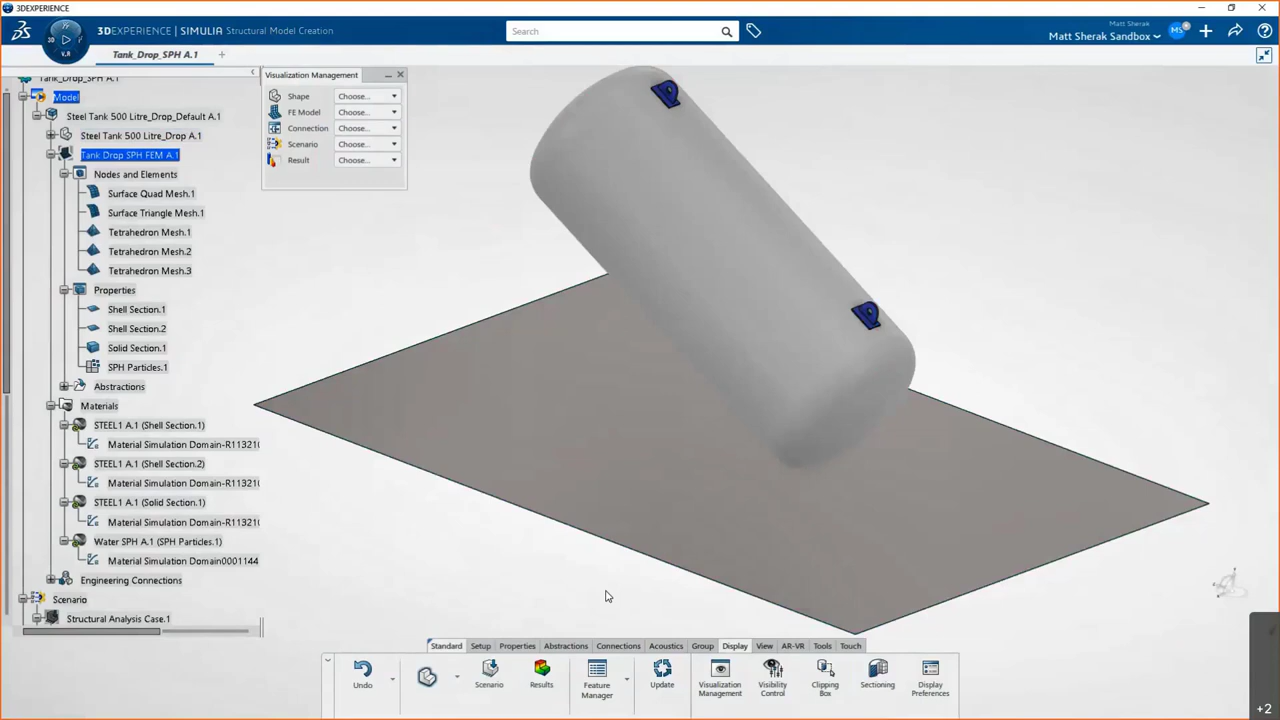 3DEXPERIENCE
3DEXPERIENCE | SIMULIA Structural Model Creation
Search
Matt Sherak
Matt Sherak Sandbox
MS
3D
V.R
Tank_Drop_SPH A.1
Tank_Drop_SPH A.1
Model
Steel Tank 500 Litre_Drop_Default A.1
Steel Tank 500 Litre_Drop A.1
Tank Drop SPH FEM A.1
Nodes and Elements
Surface Quad Mesh.1
Surface Triangle Mesh.1
Tetrahedron Mesh.1
Tetrahedron Mesh.2
Tetrahedron Mesh.3
Properties
Shell Section.1
Shell Section.2
Solid Section.1
SPH Particles.1
Abstractions
Materials
STEEL1 A.1 (Shell Section.1)
Material Simulation Domain-R11321
STEEL1 A.1 (Shell Section.2)
Material Simulation Domain-R11321
STEEL1 A.1 (Solid Section.1)
Material Simulation Domain-R11321
Water SPH A.1 (SPH Particles.1)
Material Simulation Domain0001144
Engineering Connections
Scenario
Structural Analysis Case.1
Visualization Management
Shape Choose...
FE Model Choose...
Connection Choose...
Scenario Choose...
Result Choose...
Standard Setup Properties Abstractions Connections Acoustics Group Display View AR-VR Tools Touch
Undo
Scenario
Results
Feature Manager
Update
Visualization Management
Visibility Control
Clipping Box
Sectioning
Display Preferences
+2